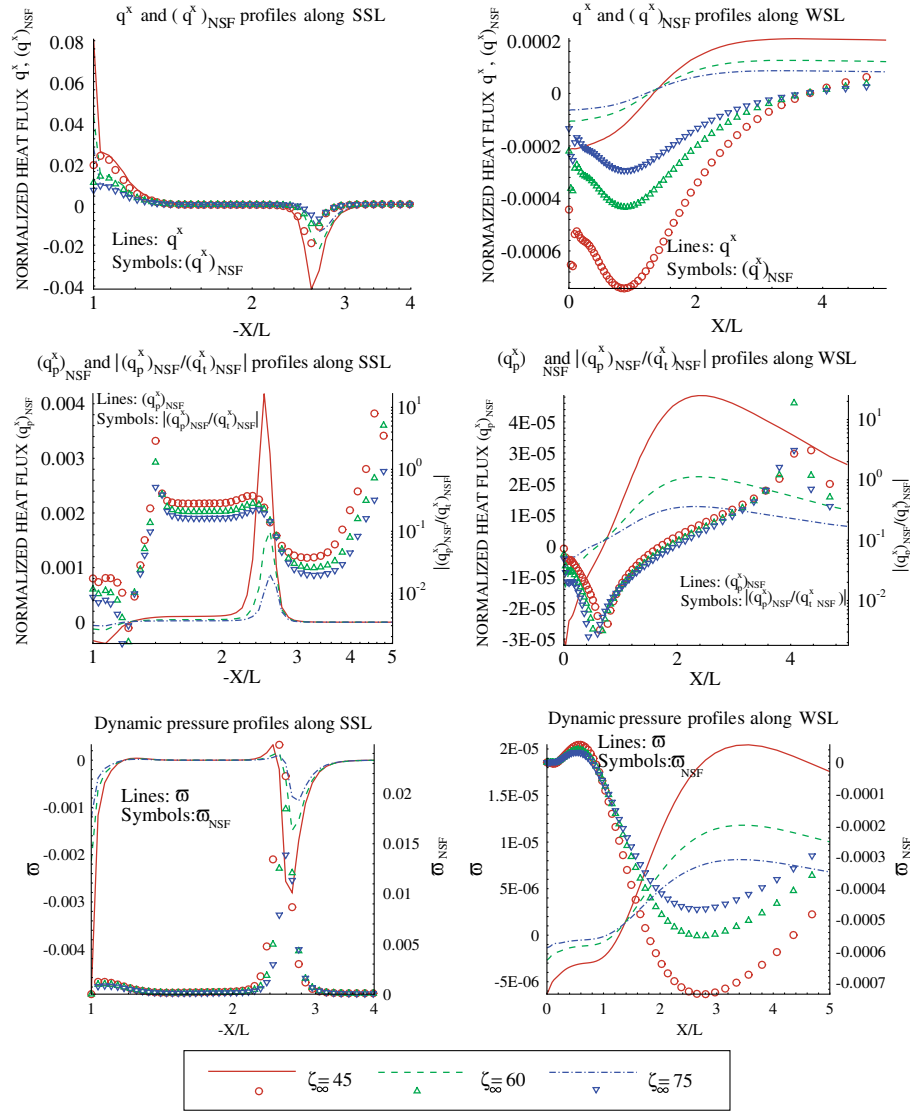 q^x and (q^x)_NSF profiles along SSL
NORMALIZED HEAT FLUX q^x, (q^x)_NSF
0.08
0.06
0.04
0.02
0
-0.02
-0.04
Lines: q^x
Symbols: (q^x)_NSF
1 2 3 4
-X/L
q^x and (q^x)_NSF profiles along WSL
NORMALIZED HEAT FLUX q^x, (q^x)_NSF
0.0002
0
-0.0002
-0.0004
-0.0006
Lines: q^x
Symbols: (q^x)_NSF
0 2 4
X/L
(q_p^x)_NSF and |(q_p^x)_NSF/(q_t^x)_NSF| profiles along SSL
NORMALIZED HEAT FLUX (q_p^x)_NSF
0.004
0.003
0.002
0.001
0
Lines: (q_p^x)_NSF
Symbols: |(q_p^x)_NSF/(q_t^x)_NSF|
10^1
10^0
10^-1
10^-2
|(q_p^x)_NSF/(q_t^x)_NSF|
1 2 3 4 5
-X/L
(q_p^x)_NSF and |(q_p^x)_NSF/(q_t^x)_NSF| profiles along WSL
NORMALIZED HEAT FLUX (q_p^x)_NSF
4E-05
3E-05
2E-05
1E-05
0
-1E-05
-2E-05
-3E-05
Lines: (q_p^x)_NSF
Symbols: |(q_p^x)_NSF/(q_t^x NSF)|
10^1
10^0
10^-1
10^-2
|(q_p^x)_NSF/(q_t^x)_NSF|
0 2 4
X/L
Dynamic pressure profiles along SSL
ϖ
0
-0.001
-0.002
-0.003
-0.004
Lines: ϖ
Symbols: ϖ_NSF
0.02
0.015
0.01
0.005
0
ϖ_NSF
1 2 3 4
-X/L
Dynamic pressure profiles along WSL
ϖ
2E-05
1.5E-05
1E-05
5E-06
0
-5E-06
Lines: ϖ
Symbols: ϖ_NSF
0
-0.0001
-0.0002
-0.0003
-0.0004
-0.0005
-0.0006
-0.0007
ϖ_NSF
0 1 2 3 4 5
X/L
ζ_∞ = 45 ζ_∞ = 60 ζ_∞ = 75